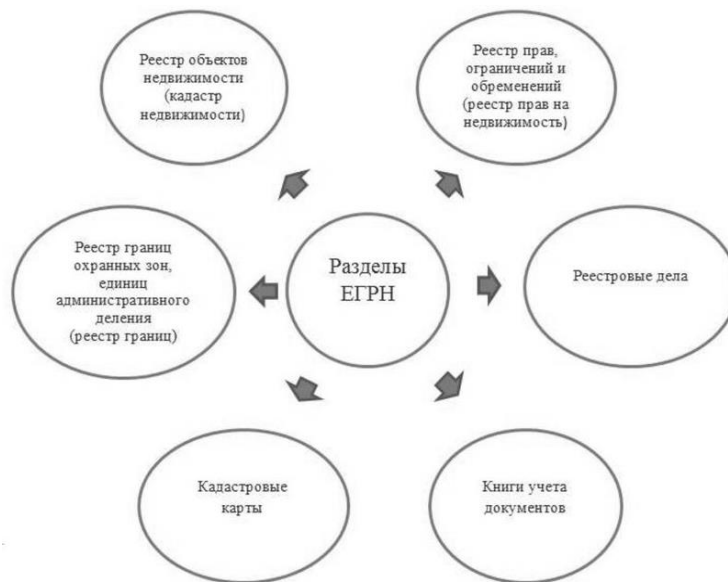 Реестр объектов
недвижимости
(кадастр
недвижимости)
Реестр прав,
ограничений и
обременений
(реестр прав на
недвижимость)
Реестр границ
охранных зон,
единиц
административного
деления
(реестр границ)
Разделы
ЕГРН
Реестровые дела
Кадастровые
карты
Книги учета
документов